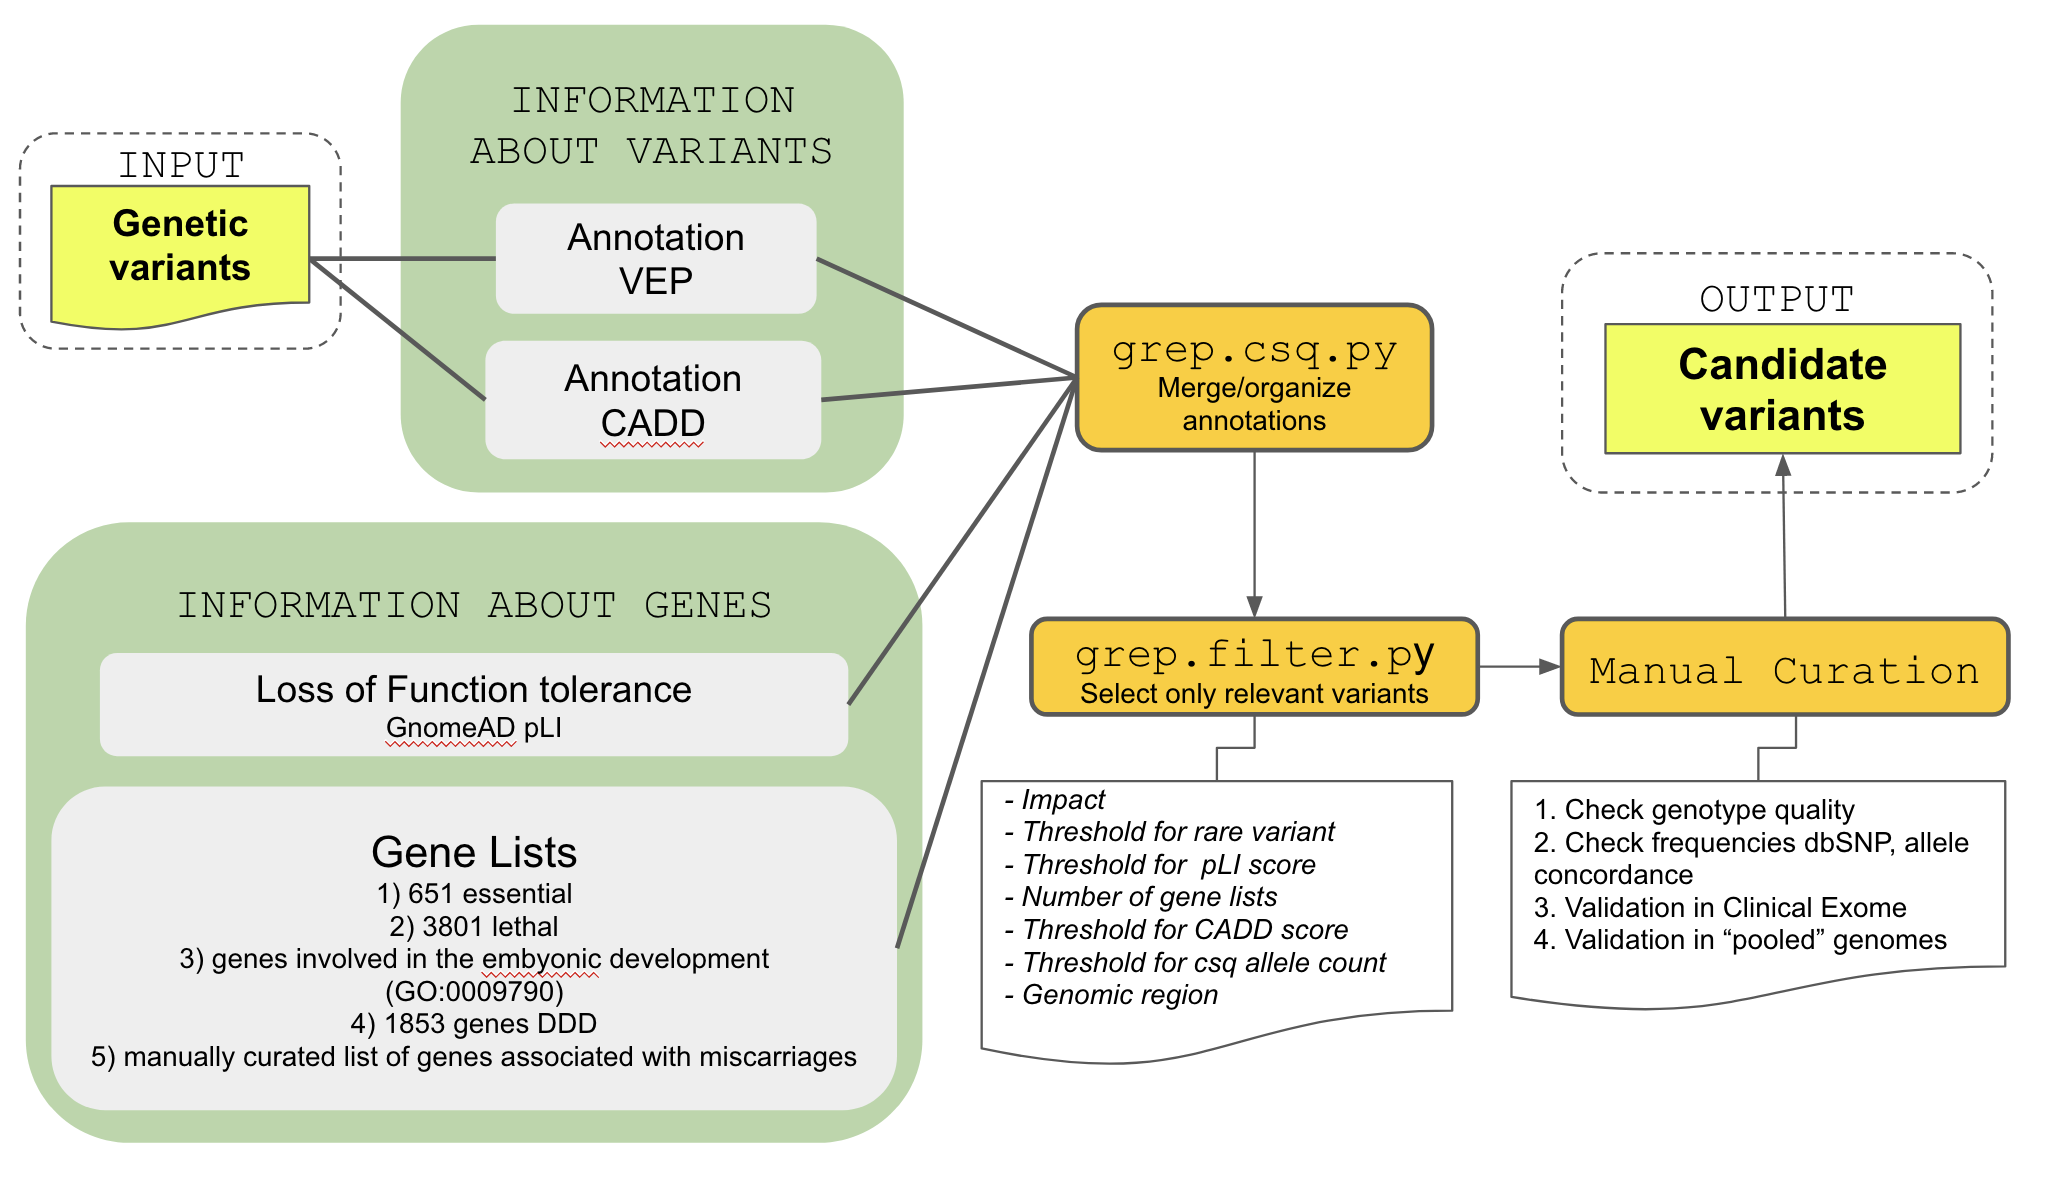 INPUT
Genetic
variants
INFORMATION
ABOUT VARIANTS
Annotation
VEP
Annotation
CADD
INFORMATION ABOUT GENES
Loss of Function tolerance
GnomeAD pLI
Gene Lists
1) 651 essential
2) 3801 lethal
3) genes involved in the embyonic development
(GO:0009790)
4) 1853 genes DDD
5) manually curated list of genes associated with miscarriages
grep.csq.py
Merge/organize
annotations
grep.filter.py
Select only relevant variants
- Impact
- Threshold for rare variant
- Threshold for  pLI score
- Number of gene lists
- Threshold for CADD score
- Threshold for csq allele count
- Genomic region
Manual Curation
1. Check genotype quality
2. Check frequencies dbSNP, allele
concordance
3. Validation in Clinical Exome
4. Validation in “pooled” genomes
OUTPUT
Candidate
variants